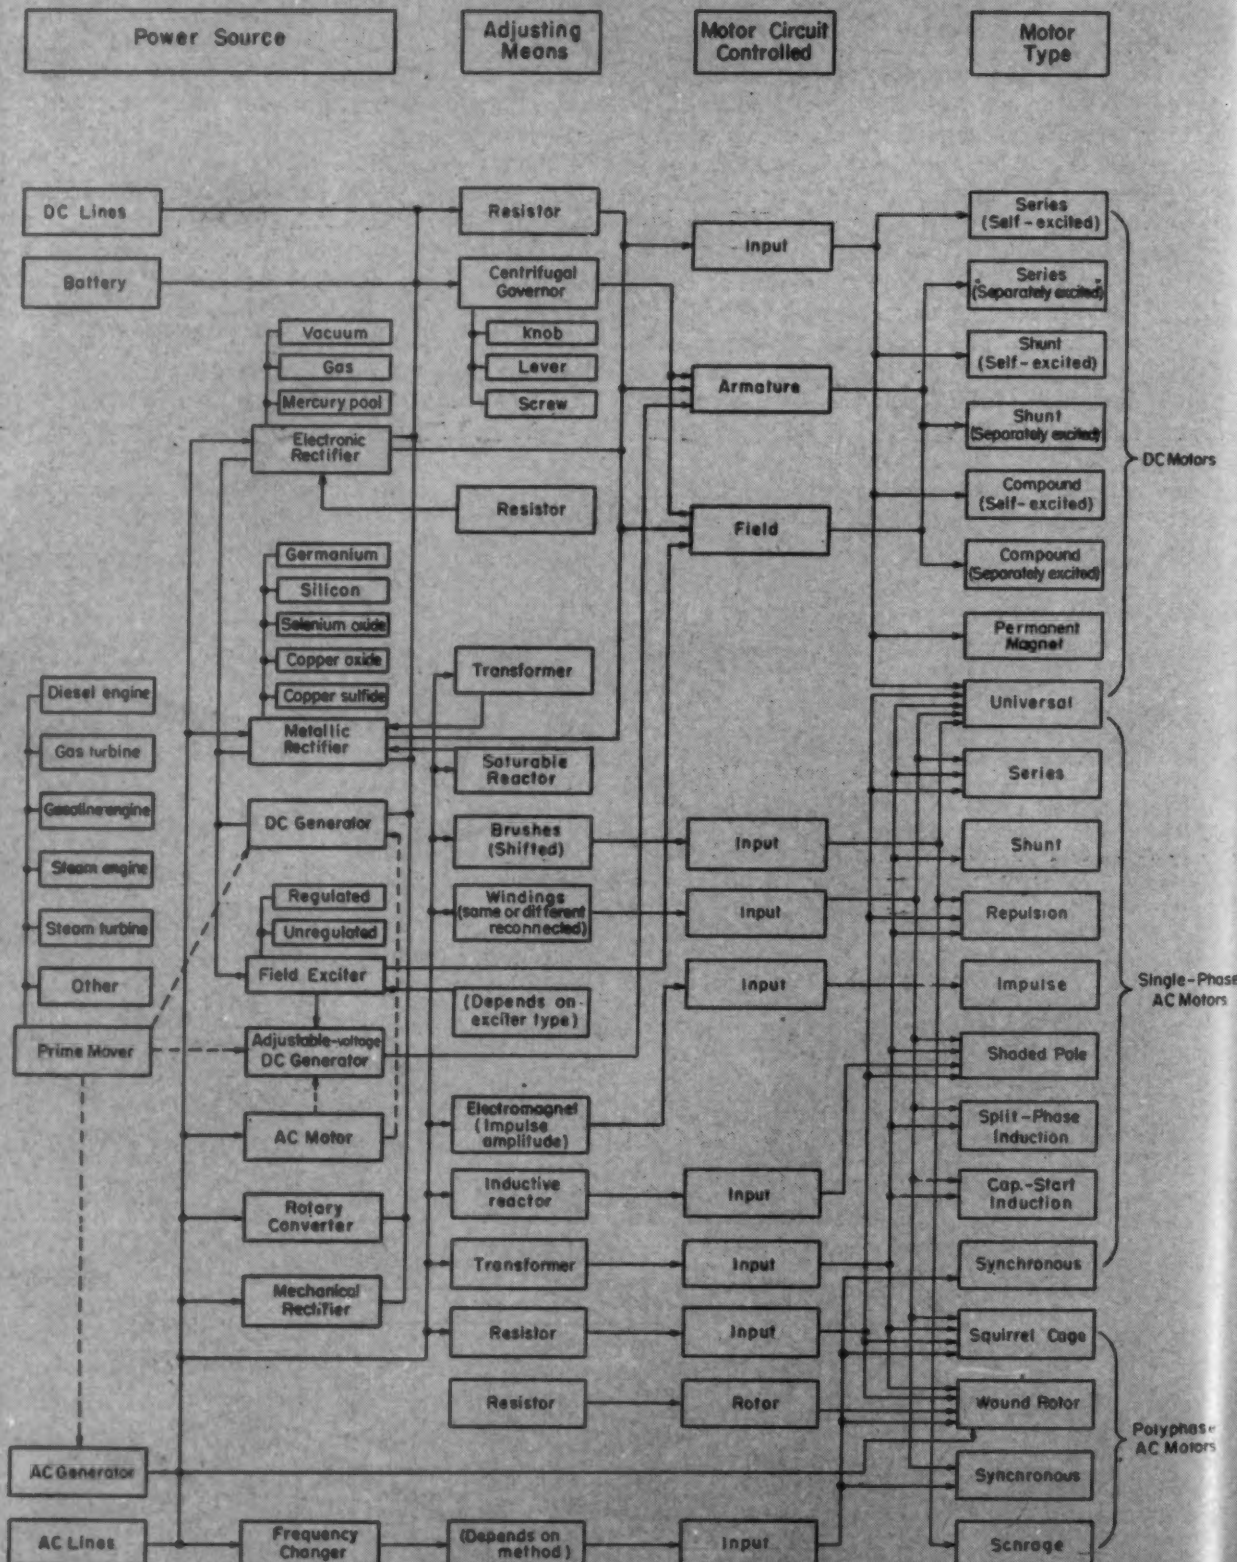 Power Source
Adjusting
Means
Motor Circuit
Controlled
Motor
Type
DC Lines
Battery
Vacuum
Gas
Mercury pool
Electronic
Rectifier
Germanium
Silicon
Selenium oxide
Copper oxide
Copper sulfide
Metallic
Rectifier
Diesel engine
Gas turbine
Gasoline engine
Steam engine
Steam turbine
Other
Prime Mover
DC Generator
Regulated
Unregulated
Field Exciter
Adjustable-voltage
DC Generator
AC Motor
Rotary
Converter
Mechanical
Rectifier
AC Generator
AC Lines
Frequency
Changer
Resistor
Centrifugal
Governor
Knob
Lever
Screw
Resistor
Transformer
Saturable
Reactor
Brushes
(Shifted)
Windings
(same or different
reconnected)
(Depends on
exciter type)
Electromagnet
(Impulse
amplitude)
Inductive
reactor
Transformer
Resistor
Resistor
(Depends on
method)
Input
Armature
Field
Input
Input
Input
Input
Input
Input
Rotor
Input
Series
(Self-excited)
"Series"
(Separately excited)
Shunt
(Self-excited)
Shunt
(Separately excited)
Compound
(Self-excited)
Compound
(Separately excited)
Permanent
Magnet
Universal
Series
Shunt
Repulsion
Impulse
Shaded Pole
Split-Phase
Induction
Cap.-Start
Induction
Synchronous
Squirrel Cage
Wound Rotor
Synchronous
Schrage
DC Motors
Single-Phase
AC Motors
Polyphase
AC Motors